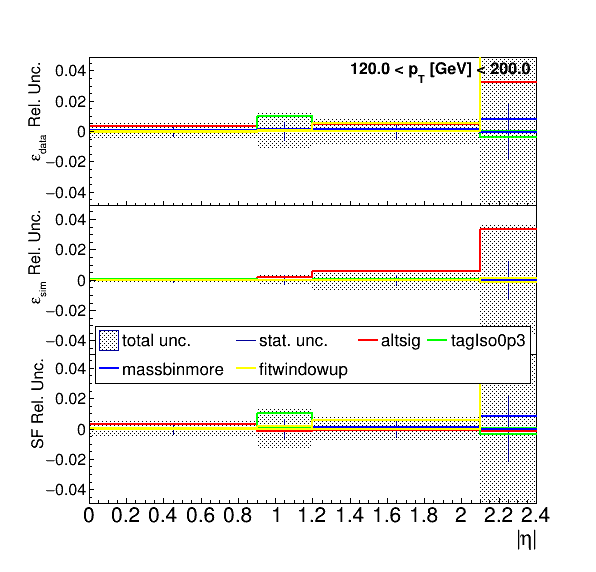 120.0 < p_T [GeV] < 200.0
ε_data Rel. Unc.
0.04
0.02
0
−0.02
−0.04
ε_sim Rel. Unc.
0.04
0.02
0
−0.02
−0.04
total unc. stat. unc. altsig tagIso0p3
massbinmore fitwindowup
SF Rel. Unc.
0.04
0.02
0
−0.02
−0.04
0 0.2 0.4 0.6 0.8 1 1.2 1.4 1.6 1.8 2 2.2 2.4
|η|